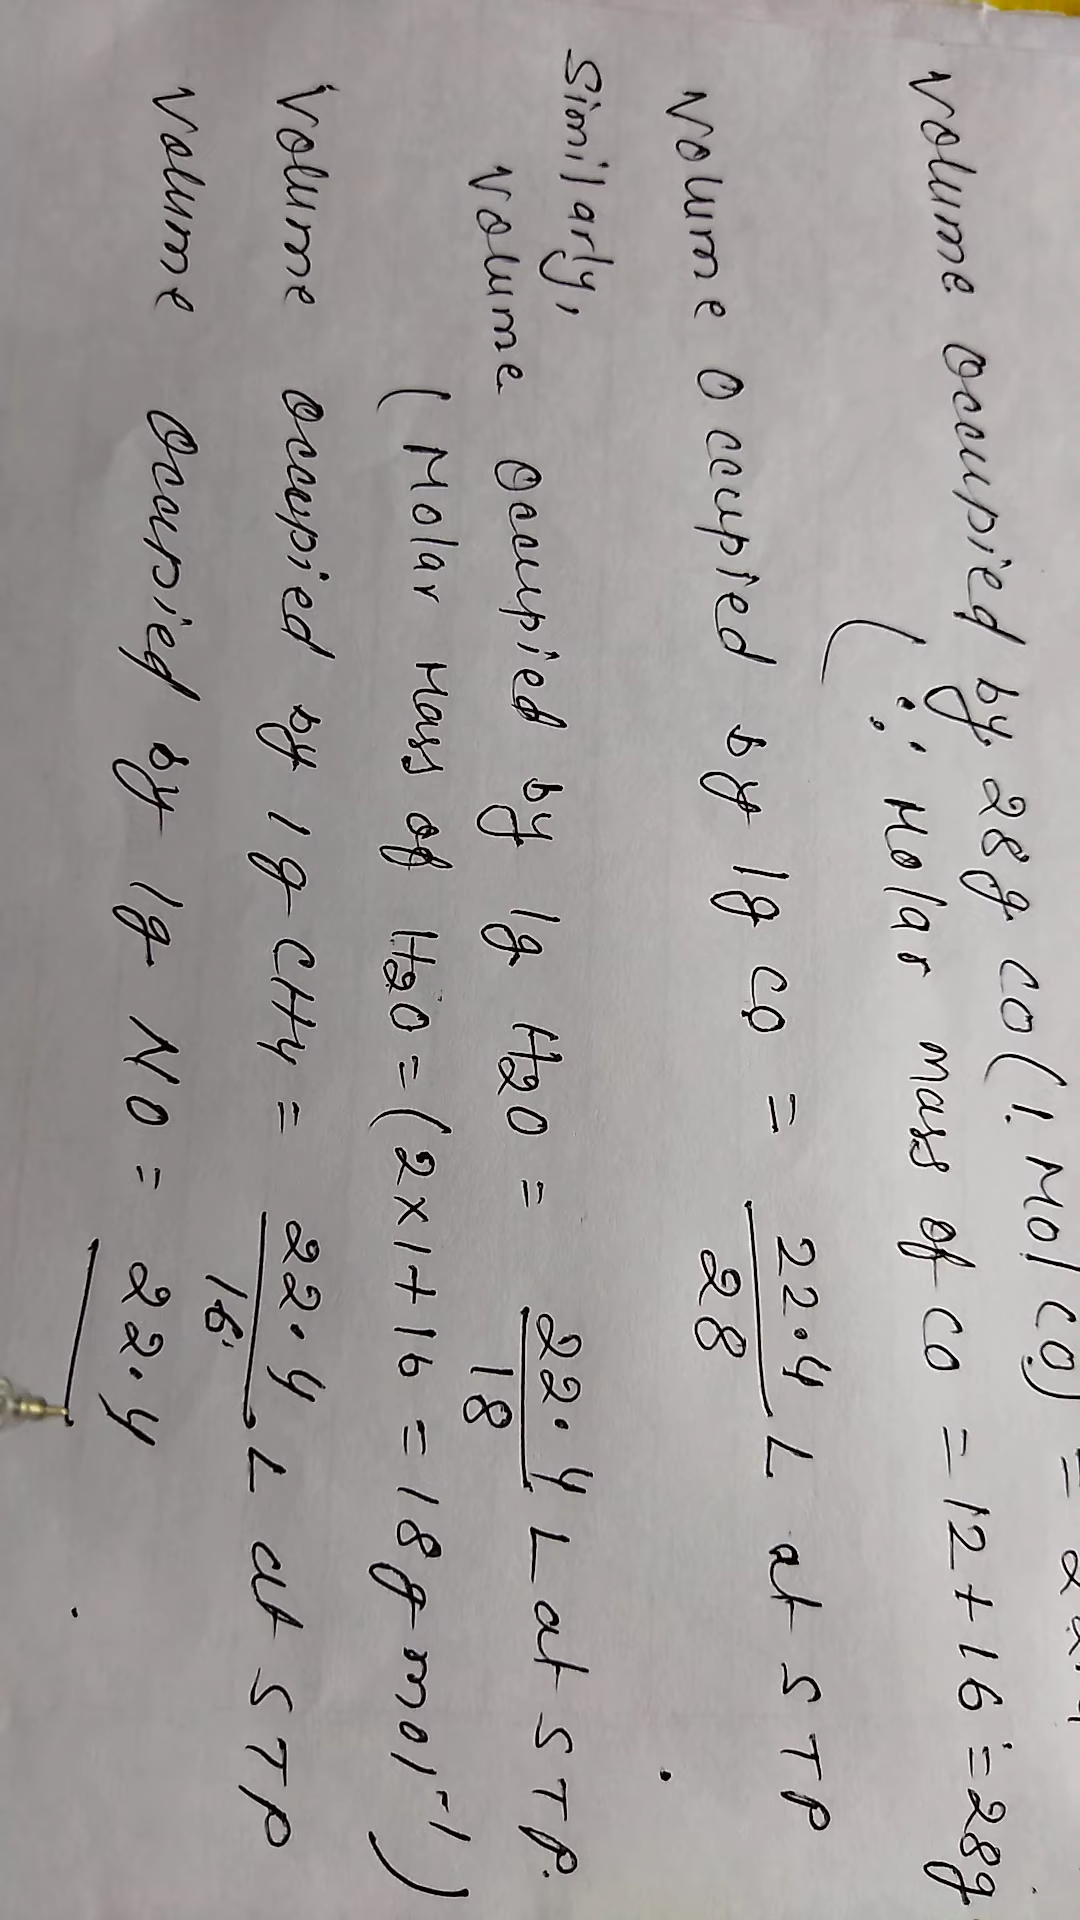 Volume occupied by 28g CO (1 Mol CO) =
(∵ Molar mass of CO = 12 + 16 = 28g
Volume Occupied by 1g CO = 22.4/28 L at STP
Similarly,
Volume occupied by 1g H2O = 22.4/18 L at STP.
(Molar Mass of H2O = (2×1+16 = 18g mol⁻¹)
Volume occupied by 1g CH4 = 22.4/16 L at STP
Volume Occupied by 1g NO = 22.4